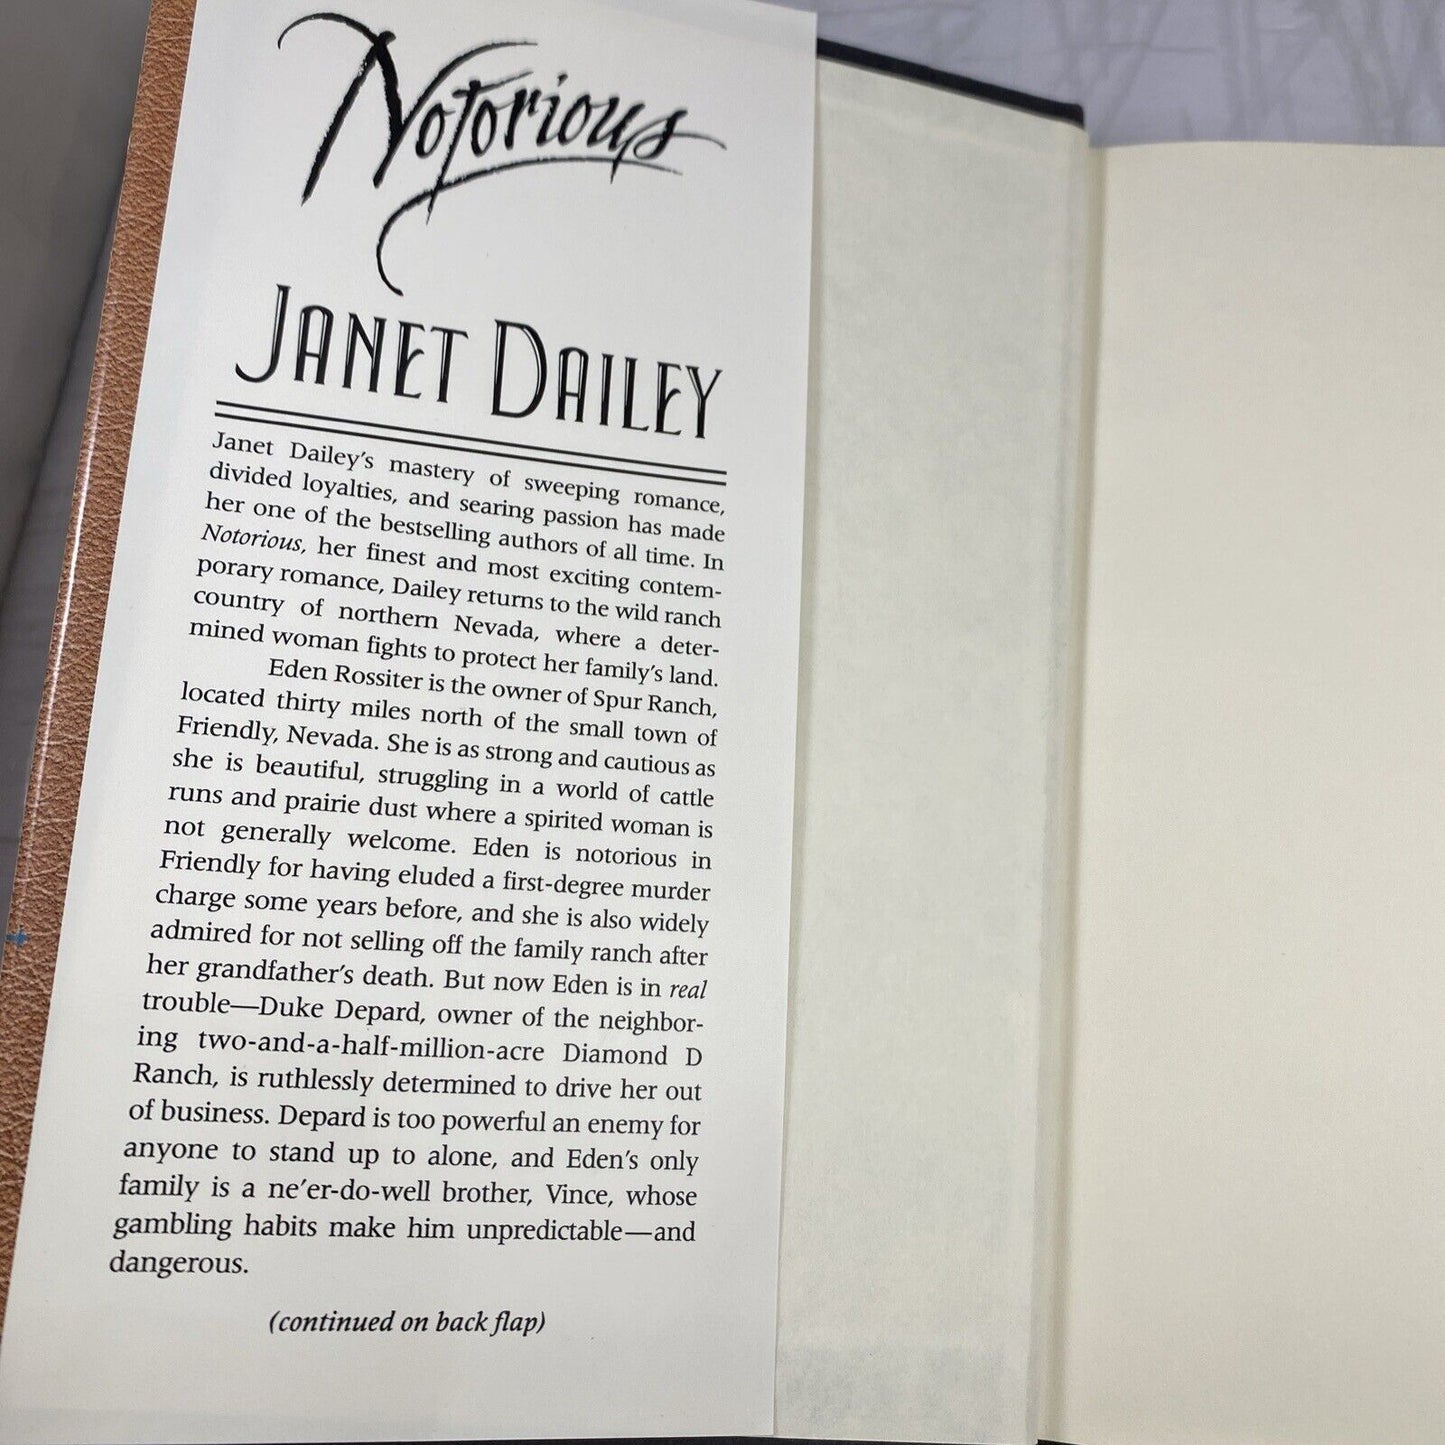 Notorious
JANET DAILEY
Janet Dailey's mastery of sweeping romance,
divided loyalties, and searing passion has made
her one of the bestselling authors of all time. In
Notorious, her finest and most exciting contem-
porary romance, Dailey returns to the wild ranch
country of northern Nevada, where a deter-
mined woman fights to protect her family's land.
Eden Rossiter is the owner of Spur Ranch,
located thirty miles north of the small town of
Friendly, Nevada. She is as strong and cautious as
she is beautiful, struggling in a world of cattle
runs and prairie dust where a spirited woman is
not generally welcome. Eden is notorious in
Friendly for having eluded a first-degree murder
charge some years before, and she is also widely
admired for not selling off the family ranch after
her grandfather's death. But now Eden is in real
trouble—Duke Depard, owner of the neighbor-
ing two-and-a-half-million-acre Diamond D
Ranch, is ruthlessly determined to drive her out
of business. Depard is too powerful an enemy for
anyone to stand up to alone, and Eden's only
family is a ne'er-do-well brother, Vince, whose
gambling habits make him unpredictable—and
dangerous.
(continued on back flap)